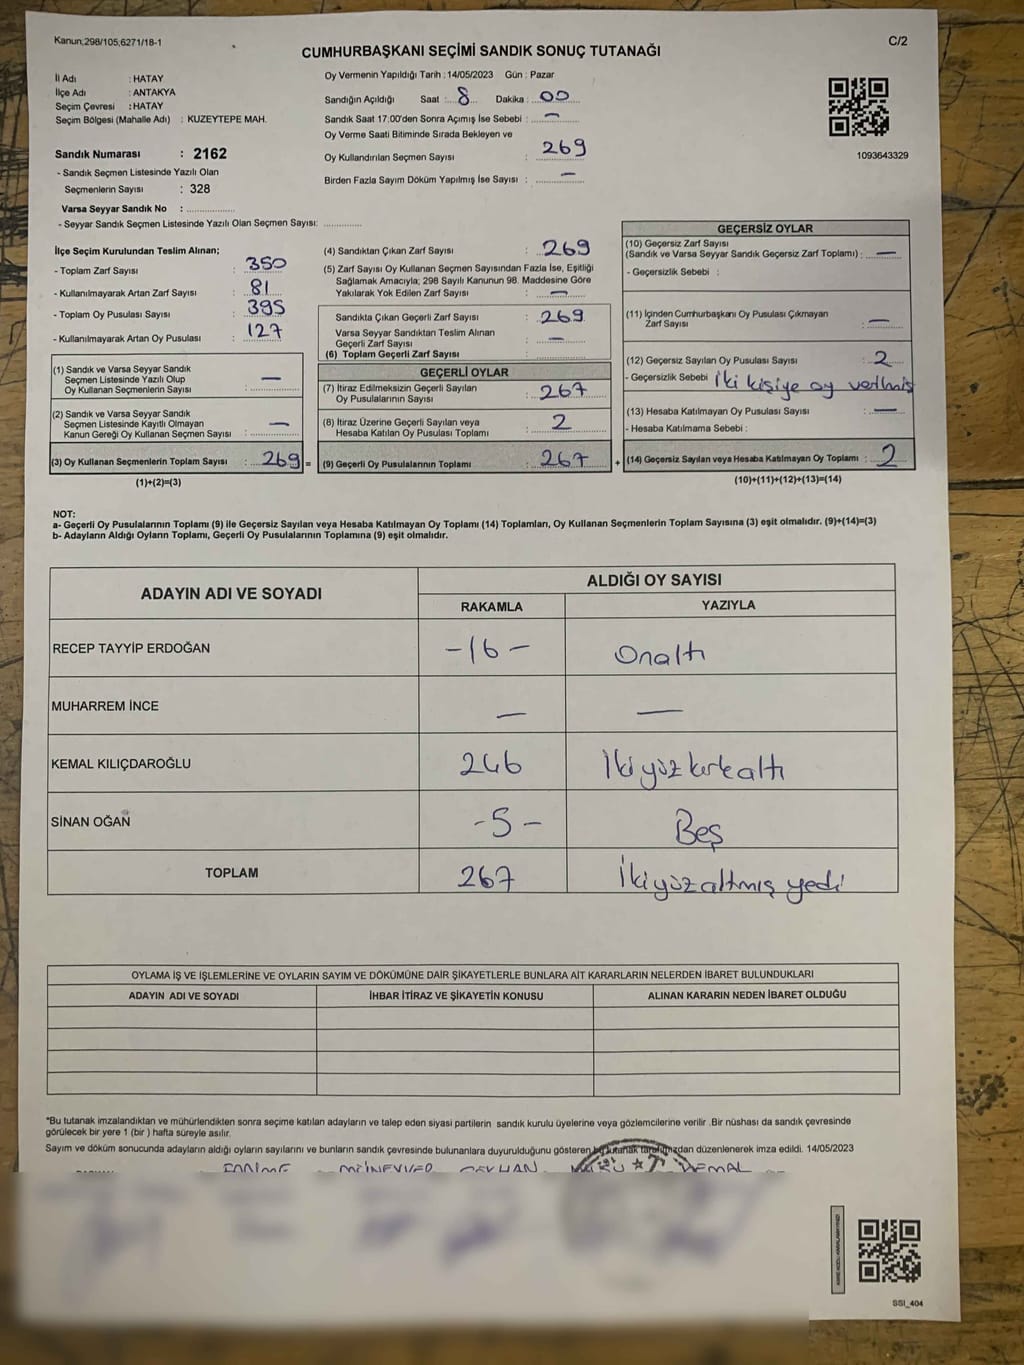 Kanun;298/105;6271/18-1
C/2
CUMHURBAŞKANI SEÇİMİ SANDIK SONUÇ TUTANAĞI
İl Adı : HATAY
İlçe Adı : ANTAKYA
Seçim Çevresi : HATAY
Seçim Bölgesi (Mahalle Adı) : KUZEYTEPE MAH.
Sandık Numarası : 2162
- Sandık Seçmen Listesinde Yazılı Olan
Seçmenlerin Sayısı : 328
Varsa Seyyar Sandık No :
- Seyyar Sandık Seçmen Listesinde Yazılı Olan Seçmen Sayısı:
Oy Vermenin Yapıldığı Tarih : 14/05/2023 Gün : Pazar
Sandığın Açıldığı Saat : 8 Dakika : 00
Sandık Saat 17:00'den Sonra Açımış İse Sebebi : —
Oy Verme Saati Bitiminde Sırada Bekleyen ve
Oy Kullandırılan Seçmen Sayısı : 269
Birden Fazla Sayım Döküm Yapılmış İse Sayısı : —
1093643329
İlçe Seçim Kurulundan Teslim Alınan;
- Toplam Zarf Sayısı : 350
- Kullanılmayarak Artan Zarf Sayısı : 81
- Toplam Oy Pusulası Sayısı : 395
- Kullanılmayarak Artan Oy Pusulası : 127
(1) Sandık ve Varsa Seyyar Sandık
Seçmen Listesinde Yazılı Olup
Oy Kullanan Seçmenlerin Sayısı : —
(2) Sandık ve Varsa Seyyar Sandık
Seçmen Listesinde Kayıtlı Olmayan
Kanun Gereği Oy Kullanan Seçmen Sayısı : —
(3) Oy Kullanan Seçmenlerin Toplam Sayısı : 269 =
(1)+(2)=(3)
(4) Sandıktan Çıkan Zarf Sayısı : 269
(5) Zarf Sayısı Oy Kullanan Seçmen Sayısından Fazla İse, Eşitliği
Sağlamak Amacıyla; 298 Sayılı Kanunun 98. Maddesine Göre
Yakılarak Yok Edilen Zarf Sayısı : —
Sandıkta Çıkan Geçerli Zarf Sayısı : 269
Varsa Seyyar Sandıktan Teslim Alınan
Geçerli Zarf Sayısı : —
(6) Toplam Geçerli Zarf Sayısı :
GEÇERLİ OYLAR
(7) İtiraz Edilmeksizin Geçerli Sayılan
Oy Pusulalarının Sayısı : 267
(8) İtiraz Üzerine Geçerli Sayılan veya
Hesaba Katılan Oy Pusulası Toplamı : 2
(9) Geçerli Oy Pusulalarının Toplamı : 267 +
GEÇERSİZ OYLAR
(10) Geçersiz Zarf Sayısı
(Sandık ve Varsa Seyyar Sandık Geçersiz Zarf Toplamı) : —
- Geçersizlik Sebebi :
(11) İçinden Cumhurbaşkanı Oy Pusulası Çıkmayan
Zarf Sayısı : —
(12) Geçersiz Sayılan Oy Pusulası Sayısı : 2
- Geçersizlik Sebebi İki kişiye oy verilmiş
(13) Hesaba Katılmayan Oy Pusulası Sayısı : —
- Hesaba Katılmama Sebebi :
(14) Geçersiz Sayılan veya Hesaba Katılmayan Oy Toplamı : 2
(10)+(11)+(12)+(13)=(14)
NOT:
a- Geçerli Oy Pusulalarının Toplamı (9) ile Geçersiz Sayılan veya Hesaba Katılmayan Oy Toplamı (14) Toplamları, Oy Kullanan Seçmenlerin Toplam Sayısına (3) eşit olmalıdır. (9)+(14)=(3)
b- Adayların Aldığı Oyların Toplamı, Geçerli Oy Pusulalarının Toplamına (9) eşit olmalıdır.
ADAYIN ADI VE SOYADI
ALDIĞI OY SAYISI
RAKAMLA YAZIYLA
RECEP TAYYİP ERDOĞAN -16- Onaltı
MUHARREM İNCE — —
KEMAL KILIÇDAROĞLU 246 İkiyüzkırkaltı
SİNAN OĞAN -5- Beş
TOPLAM 267 İkiyüzaltmışyedi
OYLAMA İŞ VE İŞLEMLERİNE VE OYLARIN SAYIM VE DÖKÜMÜNE DAİR ŞİKAYETLERLE BUNLARA AİT KARARLARIN NELERDEN İBARET BULUNDUKLARI
ADAYIN ADI VE SOYADI İHBAR İTİRAZ VE ŞİKAYETİN KONUSU ALINAN KARARIN NEDEN İBARET OLDUĞU
*Bu tutanak imzalandıktan ve mühürlendikten sonra seçime katılan adayların ve talep eden siyasi partilerin sandık kurulu üyelerine veya gözlemcilerine verilir .Bir nüshası da sandık çevresinde
görülecek bir yere 1 (bir ) hafta süreyle asılır.
Sayım ve döküm sonucunda adayların aldığı oyların sayılarını ve bunların sandık çevresinde bulunanlara duyurulduğunu gösteren bu tutanak tarafımızdan düzenlenerek imza edildi. 14/05/2023
MÜNEVVER CEYLAN KEMAL
SSI_404